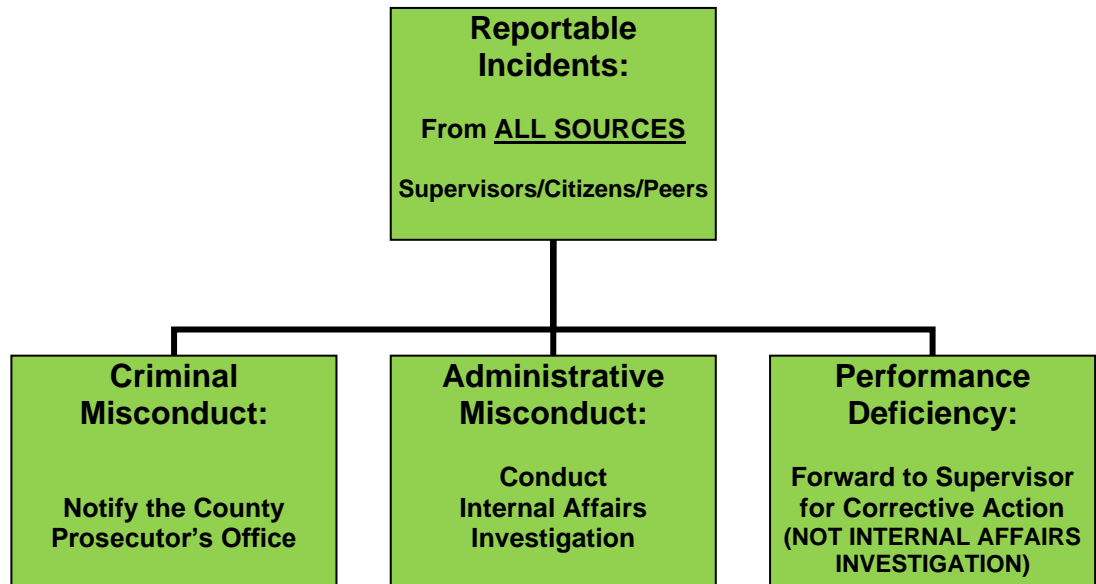 Reportable
Incidents:
From ALL SOURCES
Supervisors/Citizens/Peers
Criminal
Misconduct:
Notify the County
Prosecutor's Office
Administrative
Misconduct:
Conduct
Internal Affairs
Investigation
Performance
Deficiency:
Forward to Supervisor
for Corrective Action
(NOT INTERNAL AFFAIRS
INVESTIGATION)